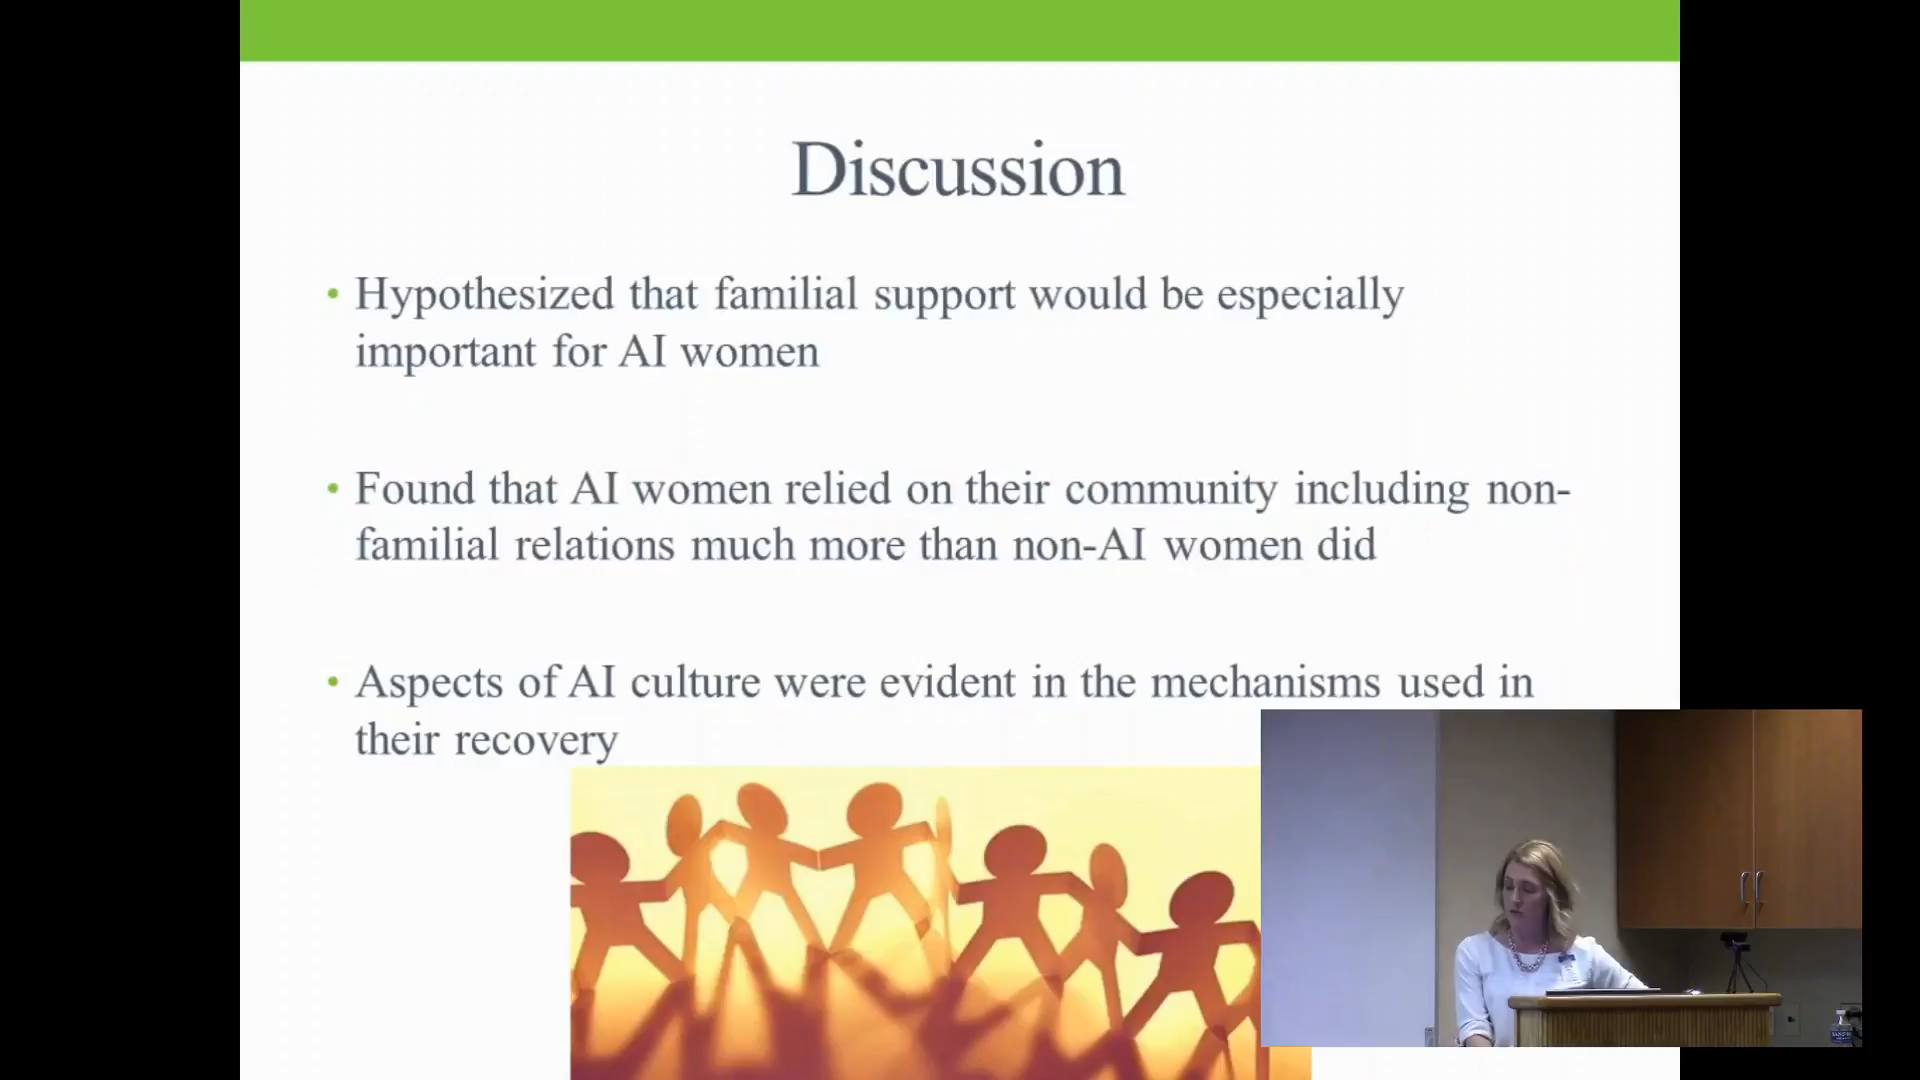 Discussion
• Hypothesized that familial support would be especially
important for AI women
• Found that AI women relied on their community including non-
familial relations much more than non-AI women did
• Aspects of AI culture were evident in the mechanisms used in
their recovery